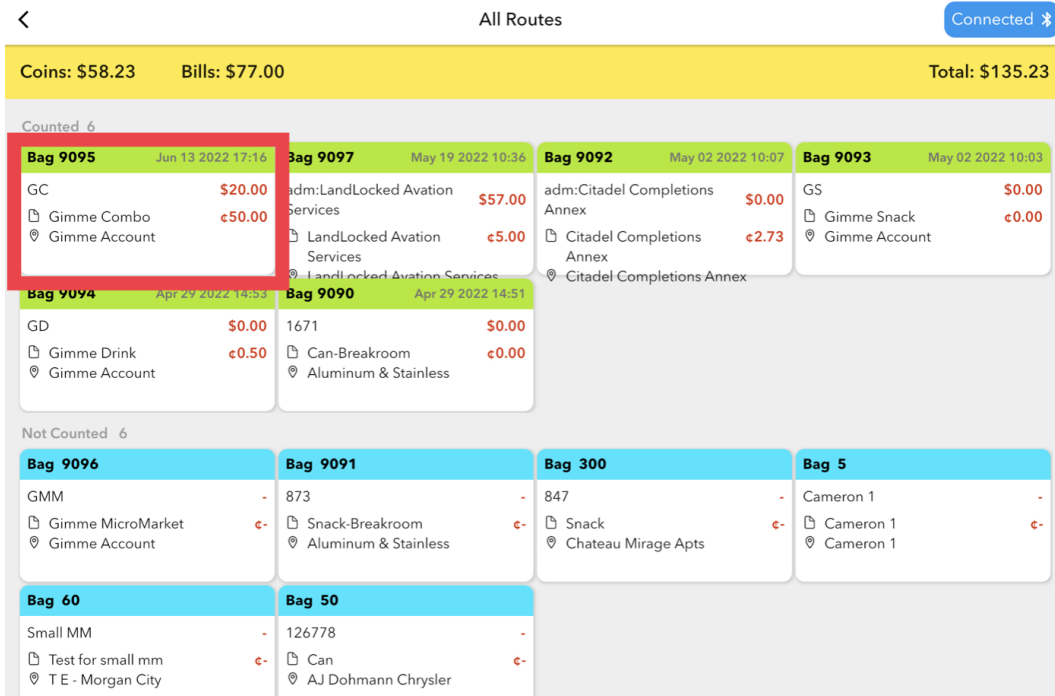 All Routes
Connected
Coins: $58.23 Bills: $77.00 Total: $135.23
Counted 6
Bag 9095 Jun 13 2022 17:16
GC $20.00
Gimme Combo ¢50.00
Gimme Account
Bag 9097 May 19 2022 10:36
adm:LandLocked Avation
Services $57.00
LandLocked Avation ¢5.00
Services
LandLocked Avation Services
Bag 9092 May 02 2022 10:07
adm:Citadel Completions
Annex $0.00
Citadel Completions ¢2.73
Annex
Citadel Completions Annex
Bag 9093 May 02 2022 10:03
GS $0.00
Gimme Snack ¢0.00
Gimme Account
Bag 9094 Apr 29 2022 14:53
GD $0.00
Gimme Drink ¢0.50
Gimme Account
Bag 9090 Apr 29 2022 14:51
1671 $0.00
Can-Breakroom ¢0.00
Aluminum & Stainless
Not Counted 6
Bag 9096
GMM -
Gimme MicroMarket ¢-
Gimme Account
Bag 9091
873 -
Snack-Breakroom ¢-
Aluminum & Stainless
Bag 300
847 -
Snack ¢-
Chateau Mirage Apts
Bag 5
Cameron 1 -
Cameron 1 ¢-
Cameron 1
Bag 60
Small MM -
Test for small mm ¢-
T E - Morgan City
Bag 50
126778 -
Can ¢-
AJ Dohmann Chrysler